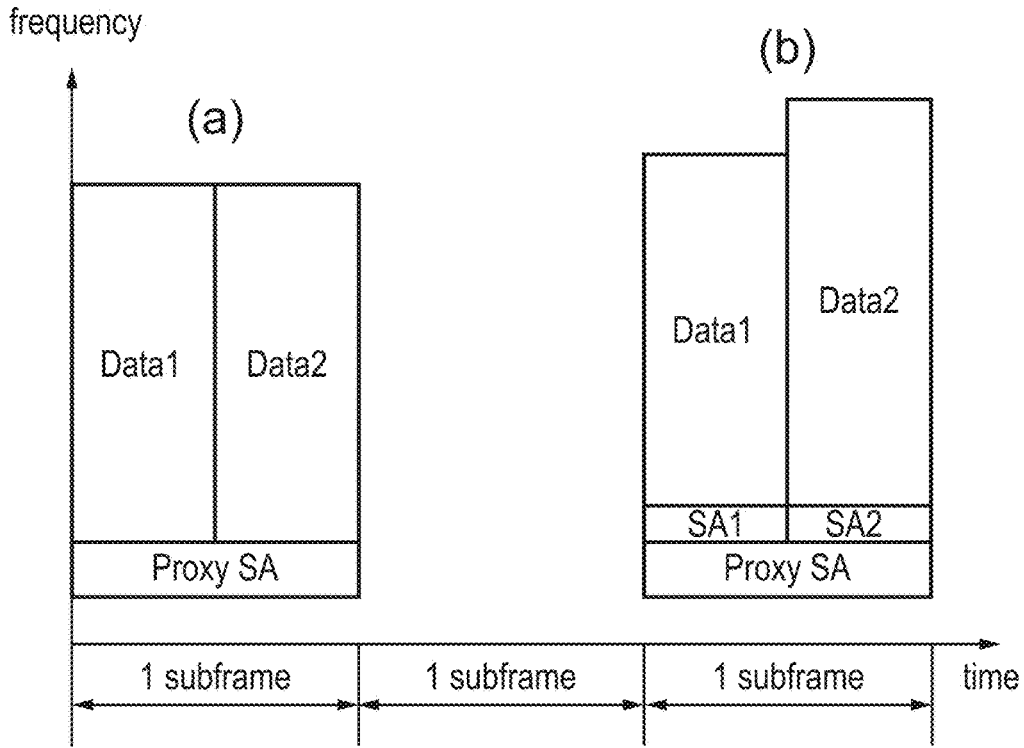 frequency
(a)
(b)
Data1
Data2
Data1
Data2
SA1
SA2
Proxy SA
Proxy SA
1 subframe
1 subframe
1 subframe
time